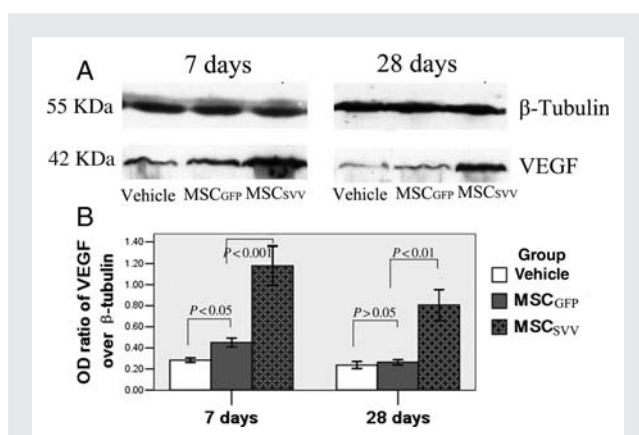 A
7 days
28 days
55 KDa
β-Tubulin
42 KDa
VEGF
Vehicle MSCGFP MSCSVV
Vehicle MSCGFP MSCSVV
B
OD ratio of VEGF
over β-tubulin
1.40
1.20
1.00
0.80
0.60
0.40
0.20
0.00
P<0.001
P<0.05
P<0.01
P>0.05
7 days
28 days
Group
Vehicle
MSCGFP
MSCSVV